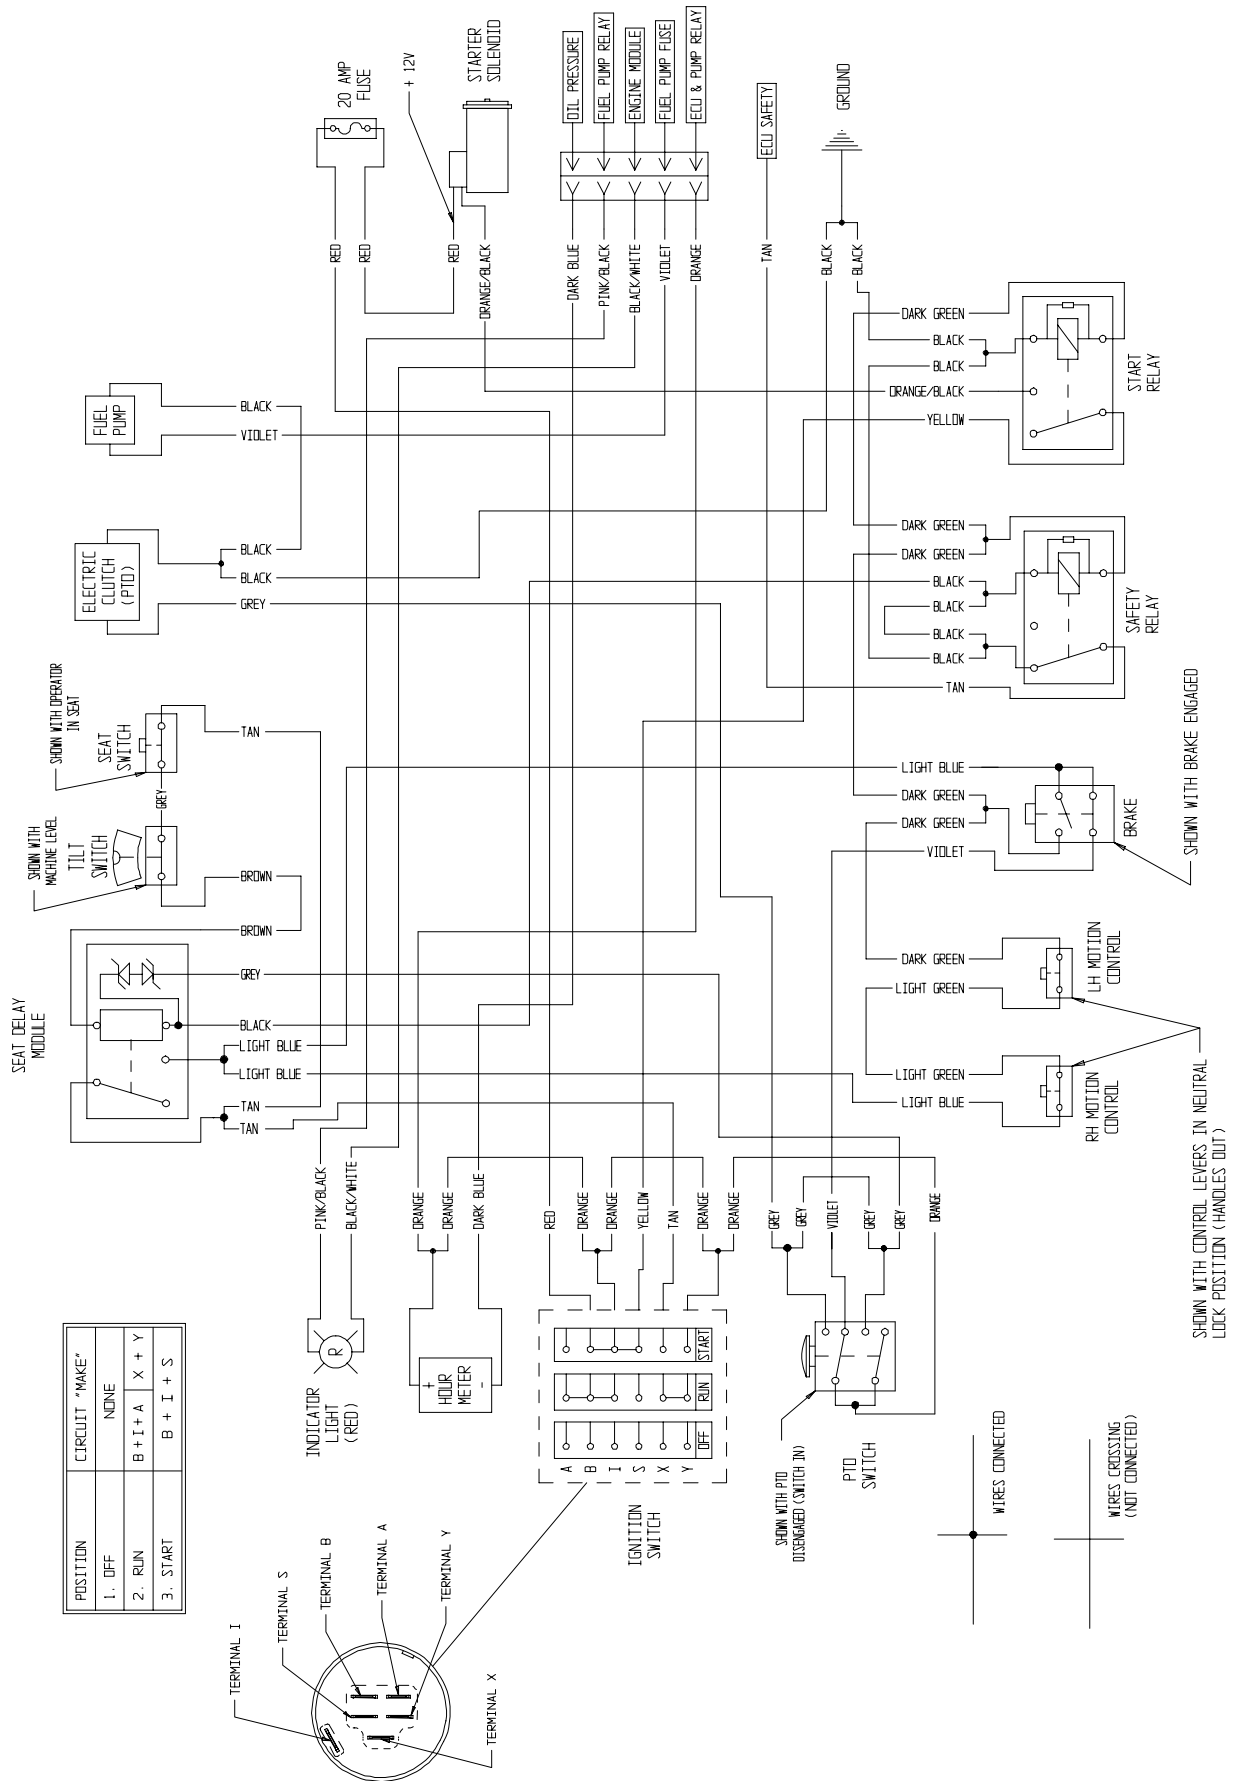 20 AMP
FUSE
+ 12V
STARTER
SOLENOID
OIL PRESSURE
FUEL PUMP RELAY
ENGINE MODULE
FUEL PUMP FUSE
ECU & PUMP RELAY
ECU SAFETY
GROUND
RED
RED
RED
ORANGE/BLACK
DARK BLUE
PINK/BLACK
BLACK/WHITE
VIOLET
ORANGE
TAN
BLACK
BLACK
DARK GREEN
BLACK
BLACK
ORANGE/BLACK
YELLOW
START
RELAY
FUEL
PUMP
BLACK
VIOLET
ELECTRIC
CLUTCH
(PTO)
BLACK
BLACK
GREY
DARK GREEN
DARK GREEN
BLACK
BLACK
BLACK
BLACK
TAN
SAFETY
RELAY
SHOWN WITH OPERATOR
IN SEAT
SEAT
SWITCH
TAN
GREY
SHOWN WITH
MACHINE LEVEL
TILT
SWITCH
BROWN
BROWN
LIGHT BLUE
DARK GREEN
DARK GREEN
VIOLET
BRAKE
SHOWN WITH BRAKE ENGAGED
SEAT DELAY
MODULE
GREY
BLACK
LIGHT BLUE
LIGHT BLUE
TAN
TAN
DARK GREEN
LIGHT GREEN
LH MOTION
CONTROL
LIGHT GREEN
LIGHT BLUE
RH MOTION
CONTROL
SHOWN WITH CONTROL LEVERS IN NEUTRAL
LOCK POSITION (HANDLES OUT)
PINK/BLACK
BLACK/WHITE
ORANGE
ORANGE
DARK BLUE
RED
ORANGE
ORANGE
YELLOW
TAN
ORANGE
ORANGE
GREY
GREY
VIOLET
GREY
GREY
ORANGE
R
INDICATOR
LIGHT
(RED)
+
HOUR
METER
-
START
RUN
OFF
A
B
I
S
X
Y
IGNITION
SWITCH
SHOWN WITH PTO
DISENGAGED (SWITCH IN)
PTO
SWITCH
WIRES CONNECTED
WIRES CROSSING
(NOT CONNECTED)
POSITION CIRCUIT "MAKE"
1. OFF NONE
2. RUN B + I + A X + Y
3. START B + I + S
TERMINAL I
TERMINAL S
TERMINAL B
TERMINAL A
TERMINAL Y
TERMINAL X